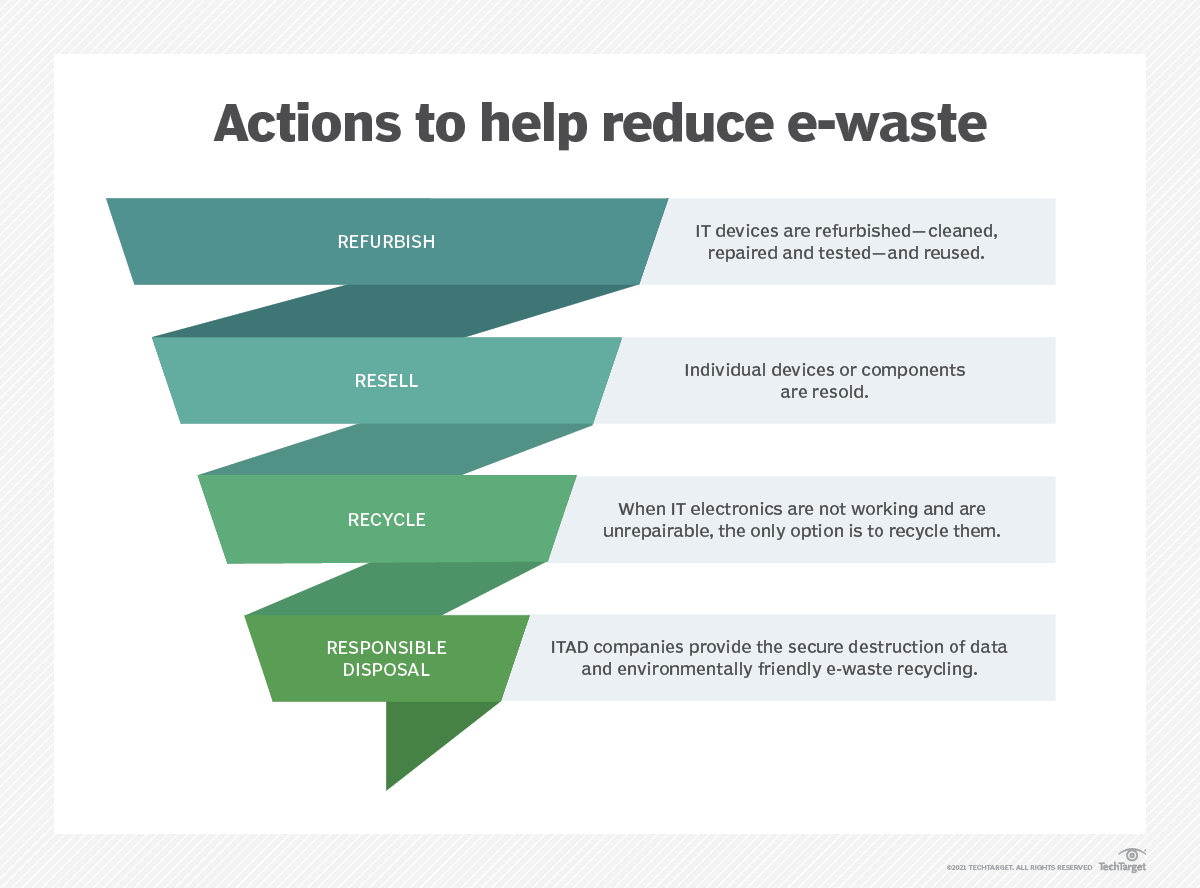 Actions to help reduce e-waste
REFURBISH
IT devices are refurbished—cleaned,
repaired and tested—and reused.
RESELL
Individual devices or components
are resold.
RECYCLE
When IT electronics are not working and are
unrepairable, the only option is to recycle them.
RESPONSIBLE
DISPOSAL
ITAD companies provide the secure destruction of data
and environmentally friendly e-waste recycling.
©2021 TECHTARGET. ALL RIGHTS RESERVED TechTarget